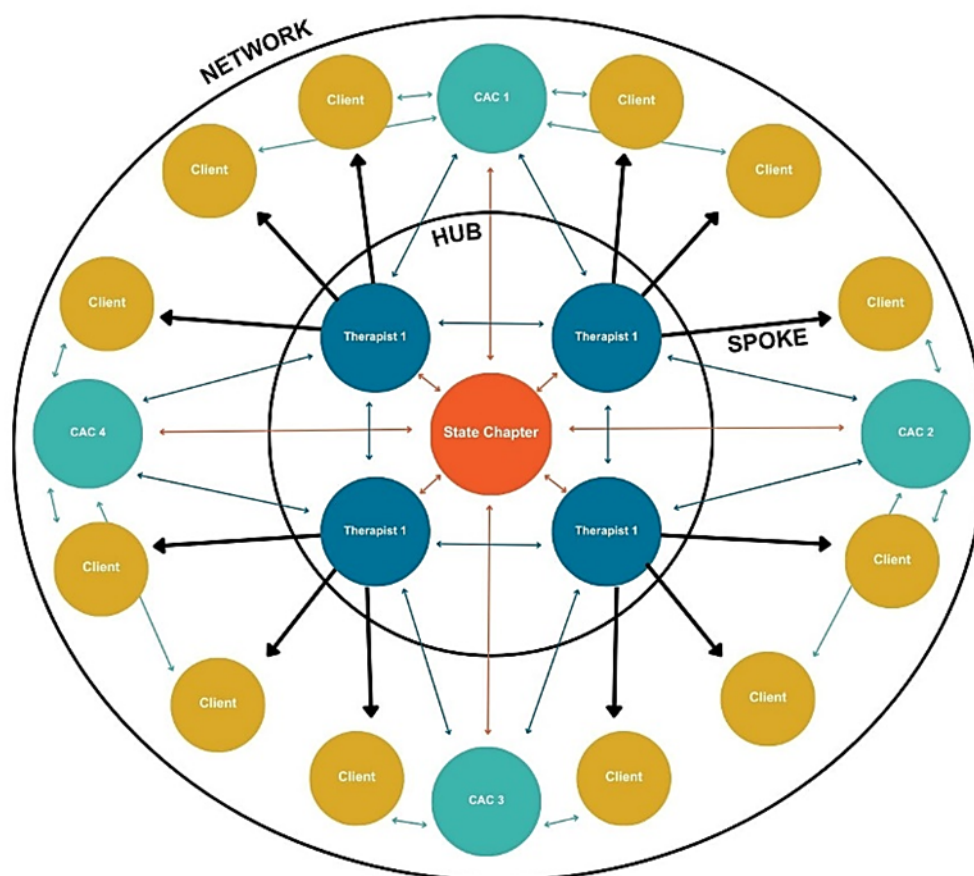 NETWORK
Client
CAC 1
Client
Client
Client
HUB
Client
Client
Therapist 1
Therapist 1
SPOKE
CAC 4
State Chapter
CAC 2
Therapist 1
Therapist 1
Client
Client
Client
Client
Client
Client
CAC 3